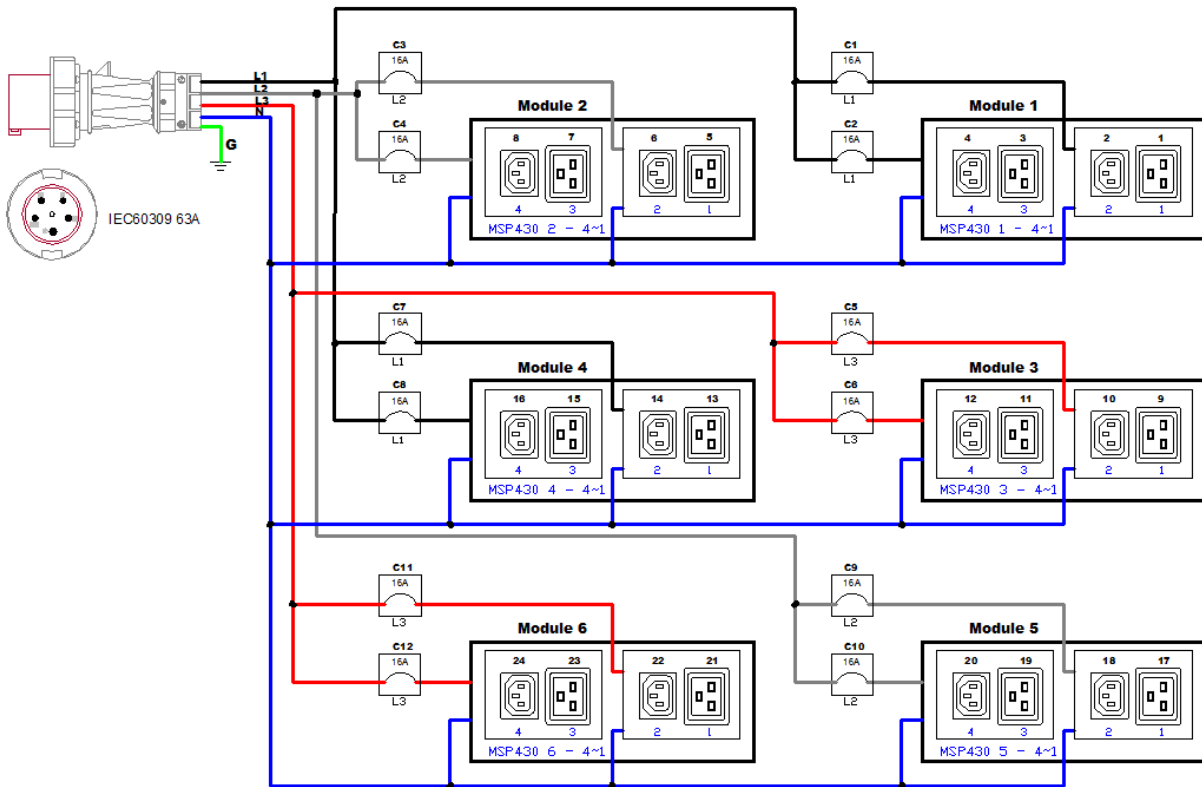 L1
L2
L3
N
G
IEC60309 63A
C3
16A
L2
C4
16A
L2
Module 2
8 7 6 5
4 3 2 1
MSP430 2 - 4~1
C1
16A
L1
C2
16A
L1
Module 1
4 3 2 1
4 3 2 1
MSP430 1 - 4~1
C7
16A
L1
C8
16A
L1
Module 4
16 15 14 13
4 3 2 1
MSP430 4 - 4~1
C5
16A
L3
C6
16A
L3
Module 3
12 11 10 9
4 3 2 1
MSP430 3 - 4~1
C11
16A
L3
C12
16A
L3
Module 6
24 23 22 21
4 3 2 1
MSP430 6 - 4~1
C9
16A
L2
C10
16A
L2
Module 5
20 19 18 17
4 3 2 1
MSP430 5 - 4~1